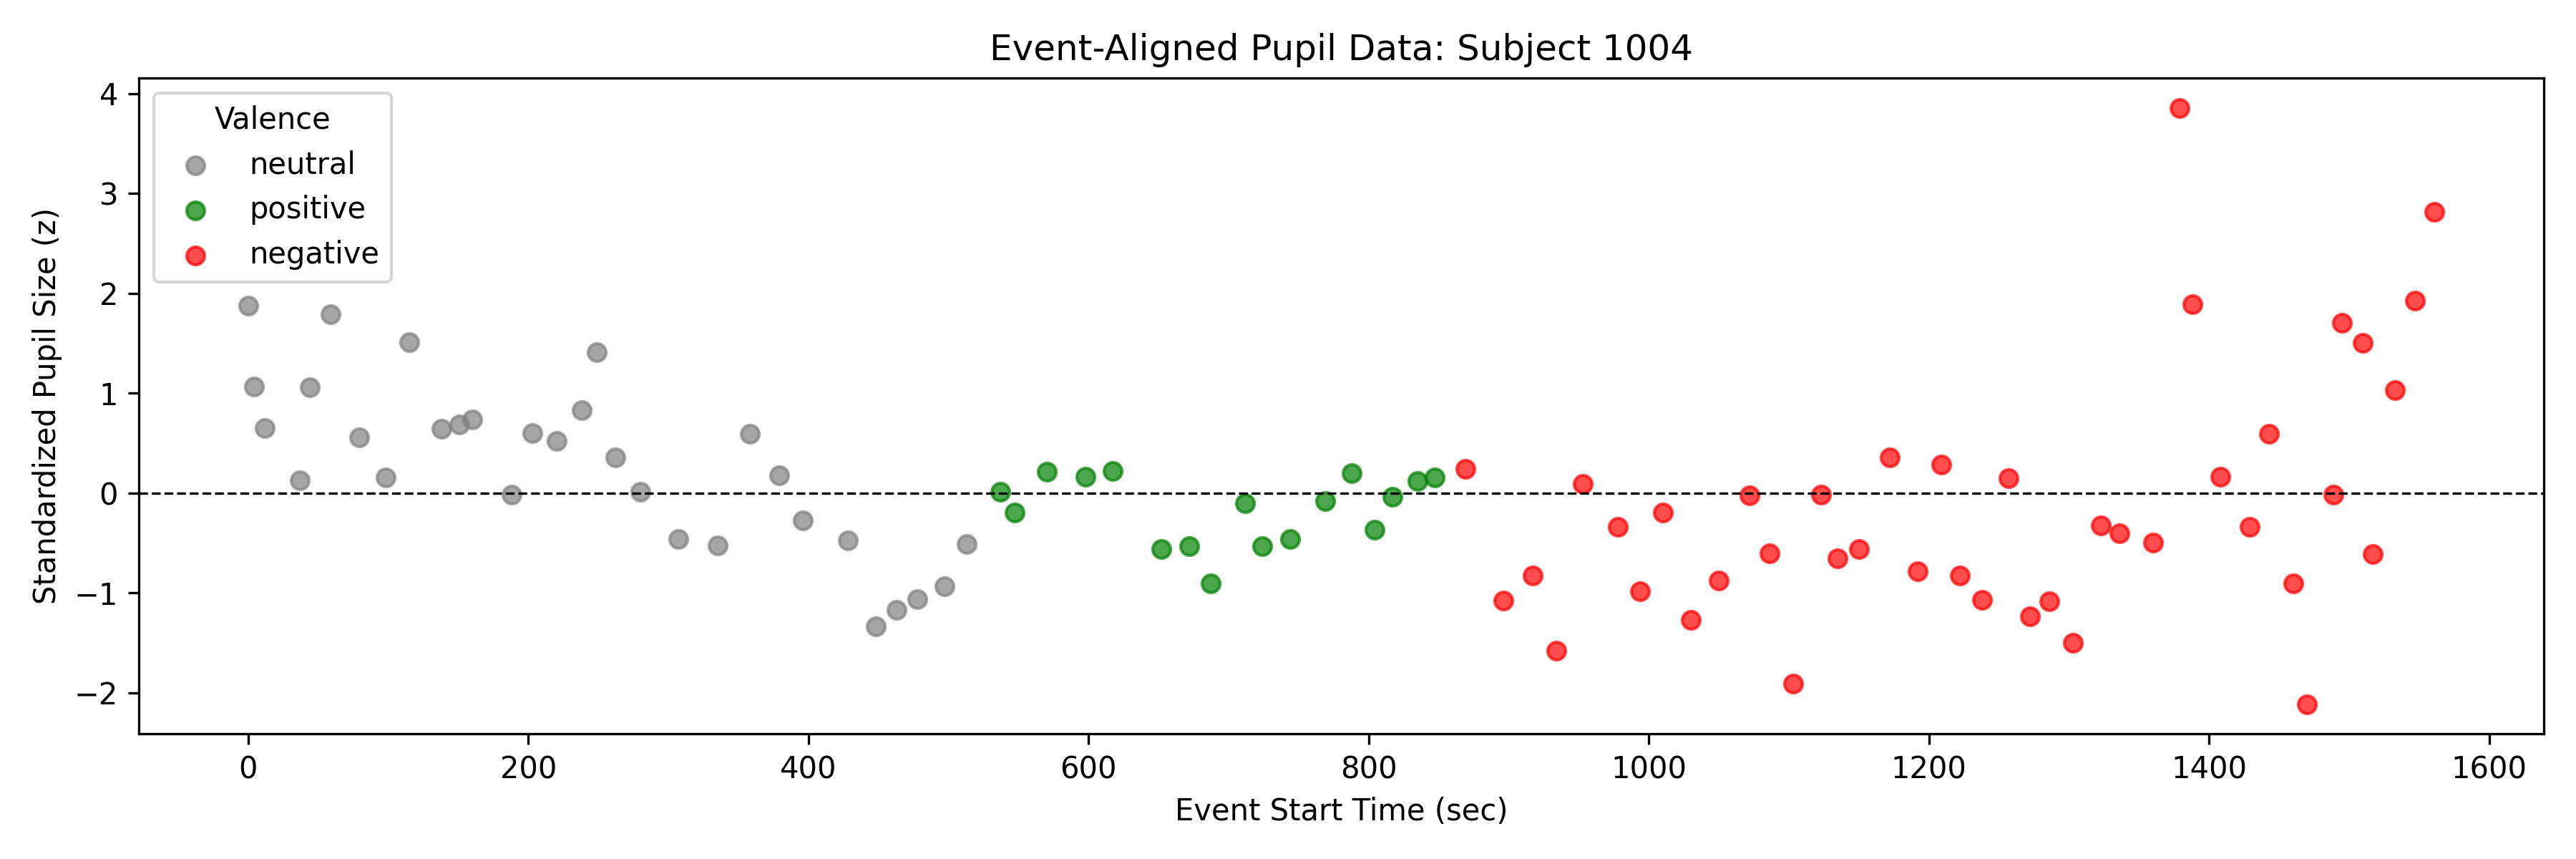 Event-Aligned Pupil Data: Subject 1004
Standardized Pupil Size (z)
4
3
2
1
0
−1
−2
Valence
neutral
positive
negative
0 200 400 600 800 1000 1200 1400 1600
Event Start Time (sec)